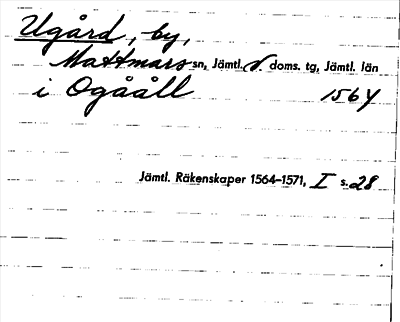 Ugård, by,
Mattmars sn, Jämtl. V. doms. tg, Jämtl. län
i Ogååll 1564
Jämtl. Räkenskaper 1564–1571, I s. 28